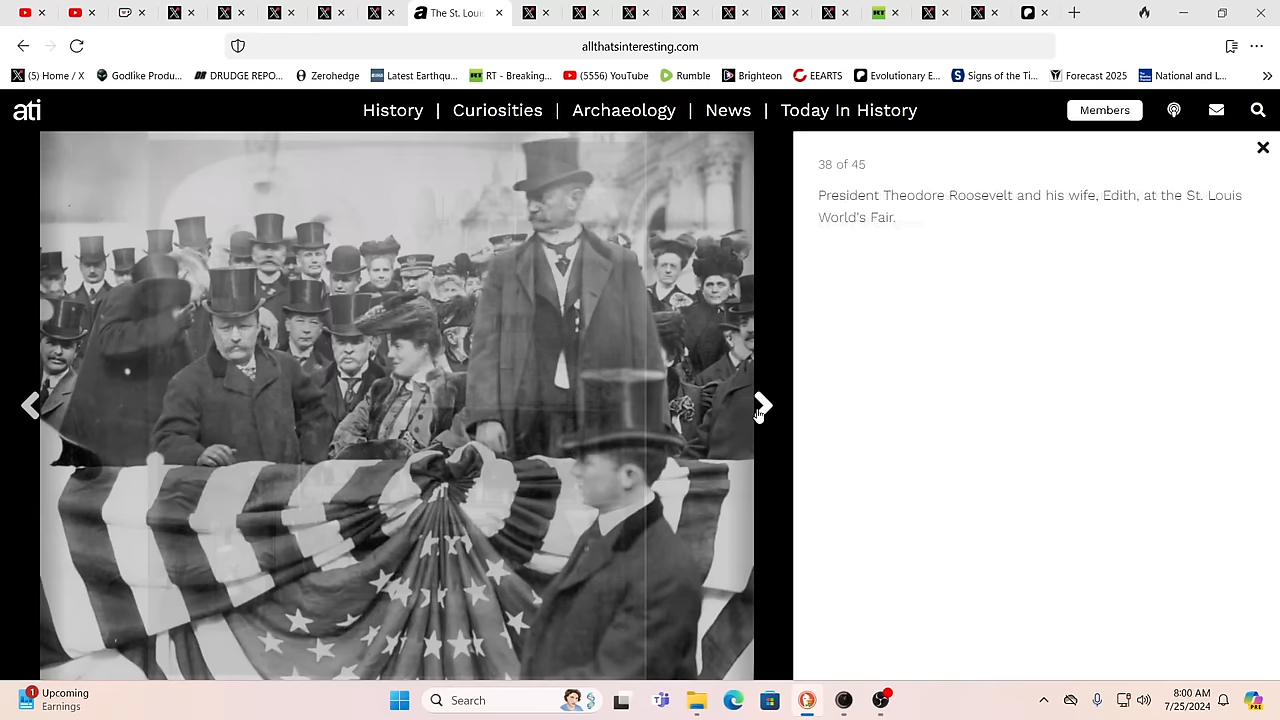 The St. Louis
allthatsinteresting.com
(5) Home / X
Godlike Produ...
DRUDGE REPO...
Zerohedge
Latest Earthqu...
RT - Breaking...
(5556) YouTube
Rumble
Brighteon
EEARTS
Evolutionary E...
Signs of the Ti...
Forecast 2025
National and L...
ati
History | Curiosities | Archaeology | News | Today In History
Members
38 of 45
President Theodore Roosevelt and his wife, Edith, at the St. Louis
World's Fair.
1
Upcoming
Earnings
Search
8:00 AM
7/25/2024